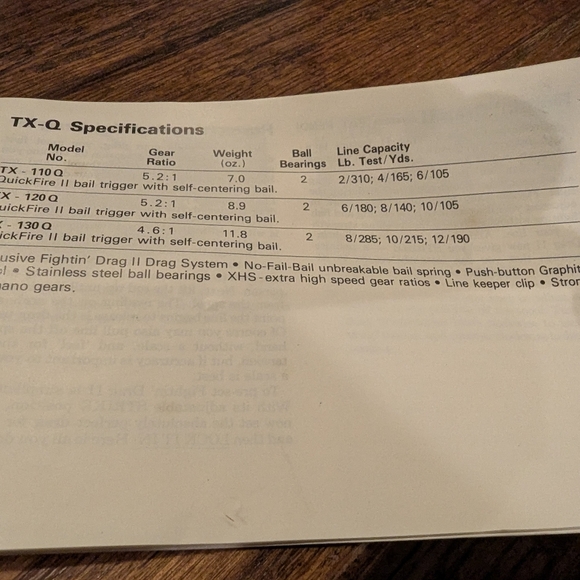 TX-Q Specifications
Model No. Gear Ratio Weight (oz.) Ball Bearings Line Capacity Lb. Test/Yds.
TX - 110Q 5.2:1 7.0 2 2/310; 4/165; 6/105
QuickFire II bail trigger with self-centering bail.
X - 120Q 5.2:1 8.9 2 6/180; 8/140; 10/105
ickFire II bail trigger with self-centering bail.
- 130Q 4.6:1 11.8 2 8/285; 10/215; 12/190
ickFire II bail trigger with self-centering bail.
usive Fightin' Drag II Drag System • No-Fail-Bail unbreakable bail spring • Push-button Graphit
l • Stainless steel ball bearings • XHS-extra high speed gear ratios • Line keeper clip • Stron
ano gears.